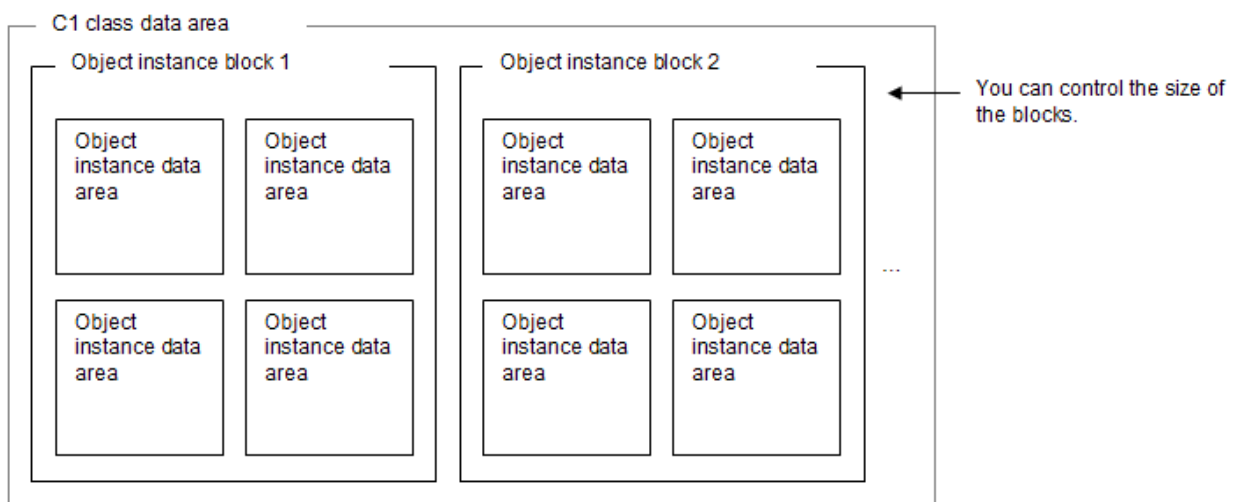 C1 class data area
Object instance block 1
Object instance block 2
You can control the size of
the blocks.
Object
instance data
area
Object
instance data
area
Object
instance data
area
Object
instance data
area
...
Object
instance data
area
Object
instance data
area
Object
instance data
area
Object
instance data
area